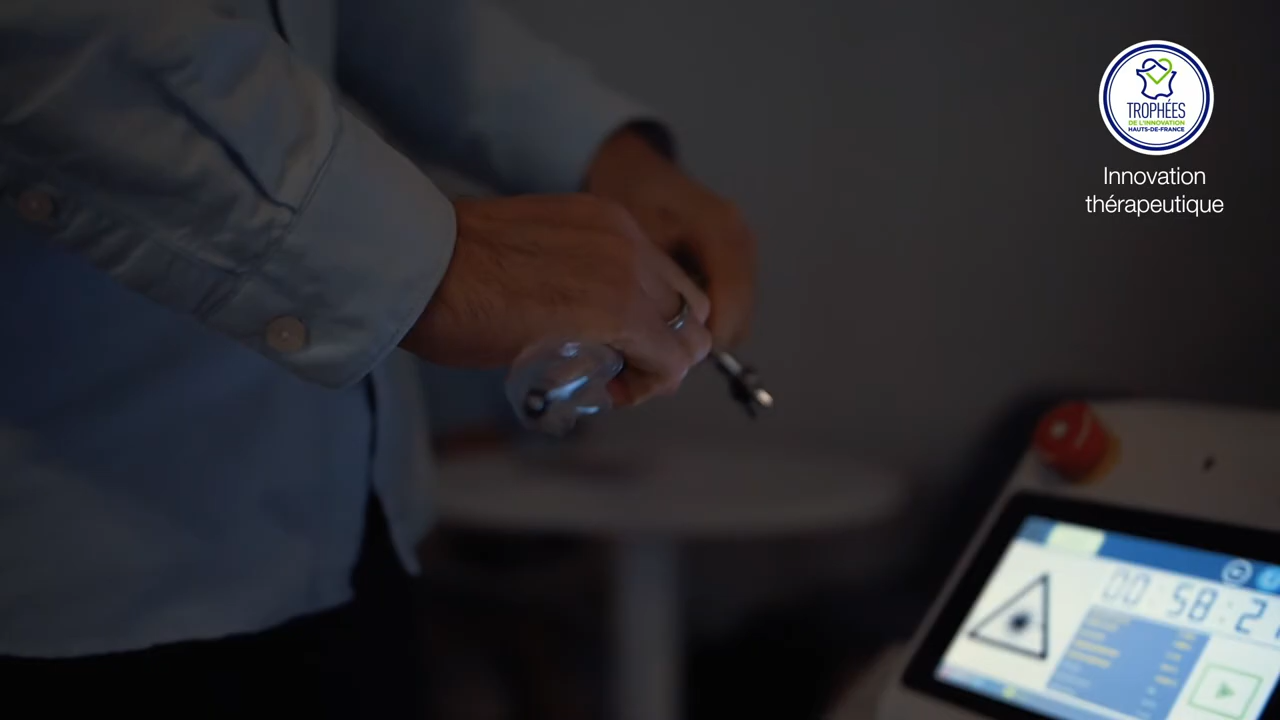 TROPHÉES
DE L'INNOVATION
HAUTS-DE-FRANCE
Innovation
thérapeutique
00:58:2